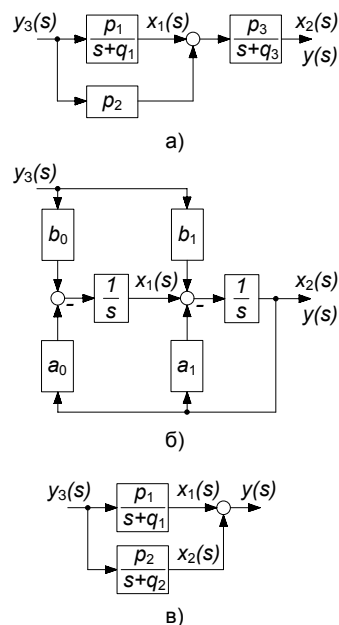 y₃(s) p₁ x₁(s) p₃ x₂(s)
s+q₁ s+q₃ y(s)
p₂
а)
y₃(s)
b₀ b₁
1 x₁(s) 1 x₂(s)
- s - s y(s)
a₀ a₁
б)
y₃(s) p₁ x₁(s) y(s)
s+q₁
p₂ x₂(s)
s+q₂
в)